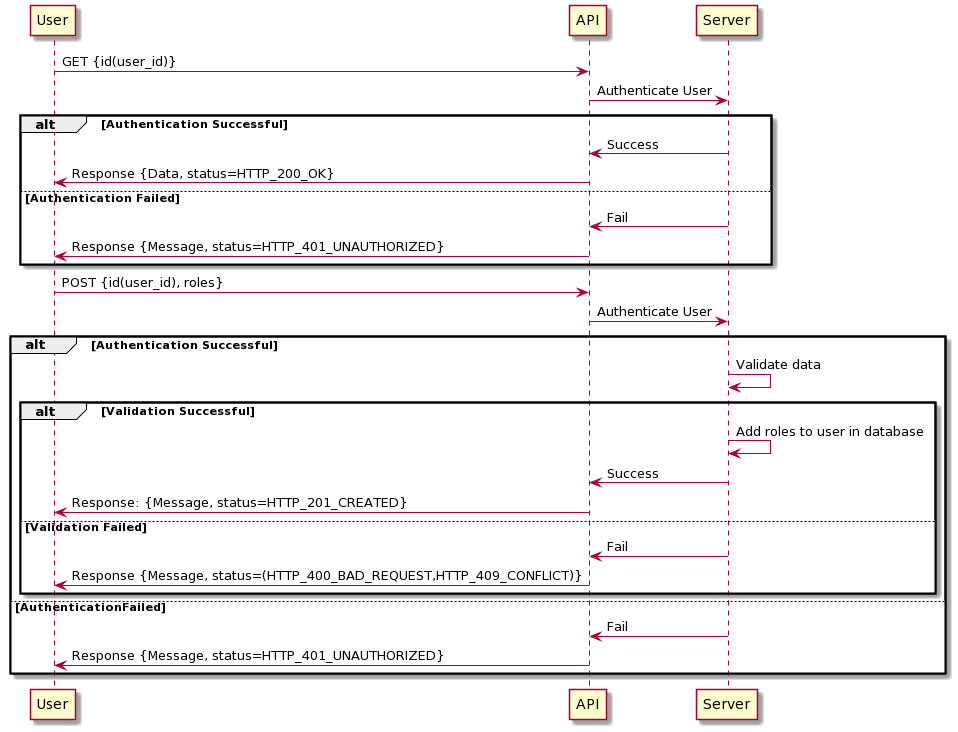 User API Server
GET {id(user_id)}
Authenticate User
alt [Authentication Successful]
Success
Response {Data, status=HTTP_200_OK}
[Authentication Failed]
Fail
Response {Message, status=HTTP_401_UNAUTHORIZED}
POST {id(user_id), roles}
Authenticate User
alt [Authentication Successful]
Validate data
alt [Validation Successful]
Add roles to user in database
Success
Response: {Message, status=HTTP_201_CREATED}
[Validation Failed]
Fail
Response {Message, status=(HTTP_400_BAD_REQUEST,HTTP_409_CONFLICT)}
[AuthenticationFailed]
Fail
Response {Message, status=HTTP_401_UNAUTHORIZED}
User API Server